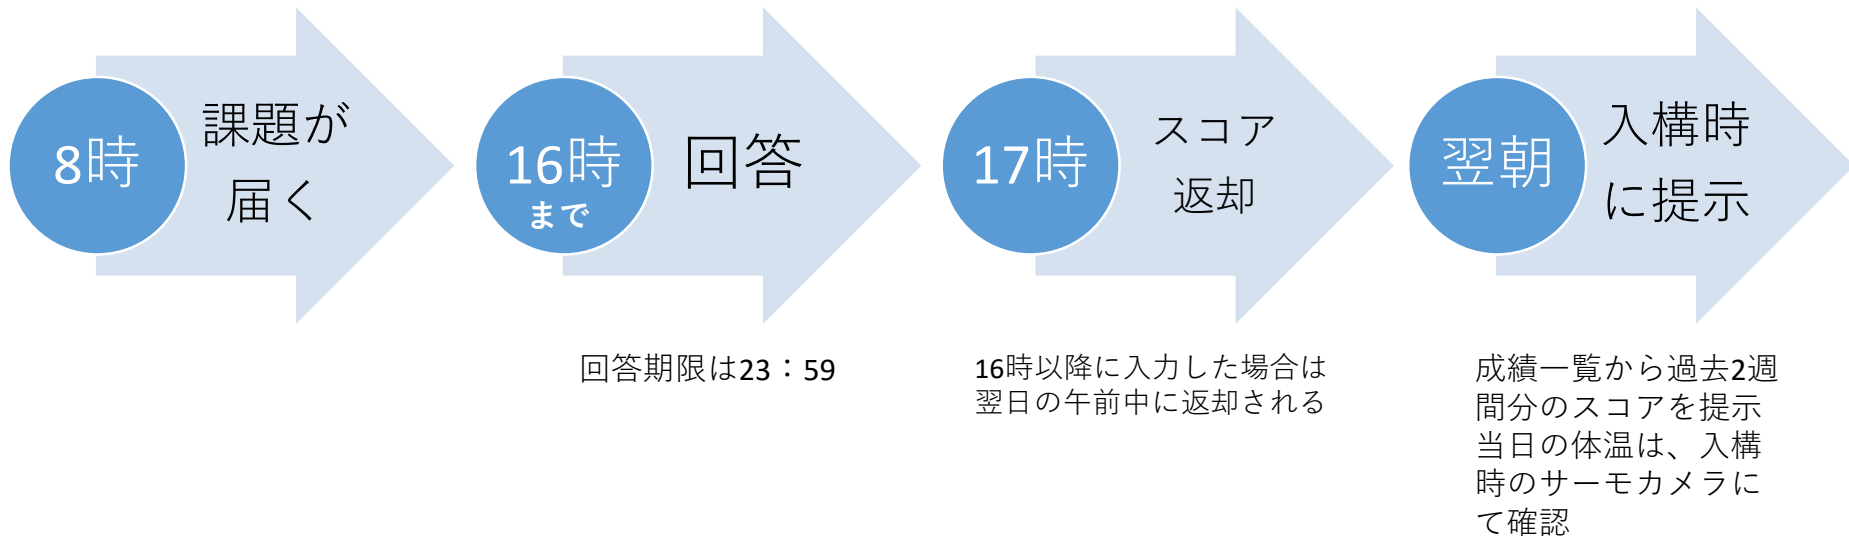 8時
課題が
届く
16時
まで
回答
回答期限は23：59
17時
スコア
返却
16時以降に入力した場合は
翌日の午前中に返却される
翌朝
入構時
に提示
成績一覧から過去2週
間分のスコアを提示
当日の体温は、入構
時のサーモカメラに
て確認